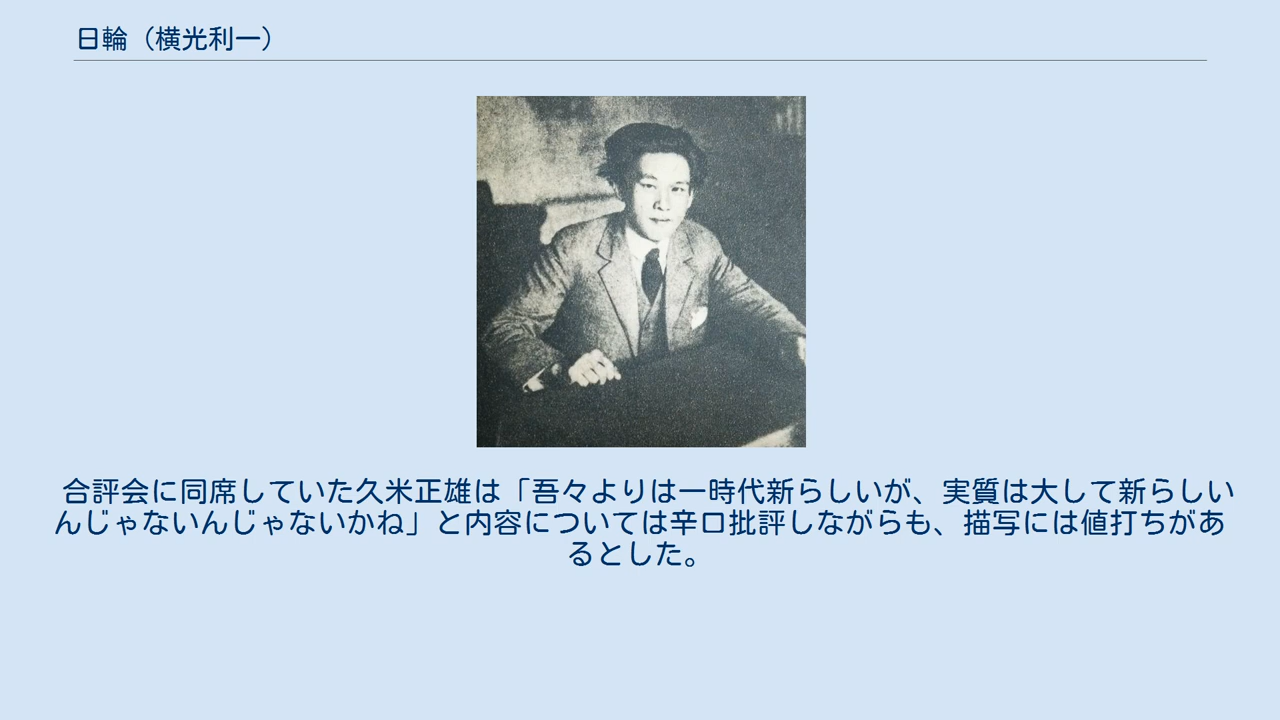 日輪（横光利一）
合評会に同席していた久米正雄は「吾々よりは一時代新らしいが、実質は大して新らしい
んじゃないんじゃないかね」と内容については辛口批評しながらも、描写には値打ちがあ
るとした。